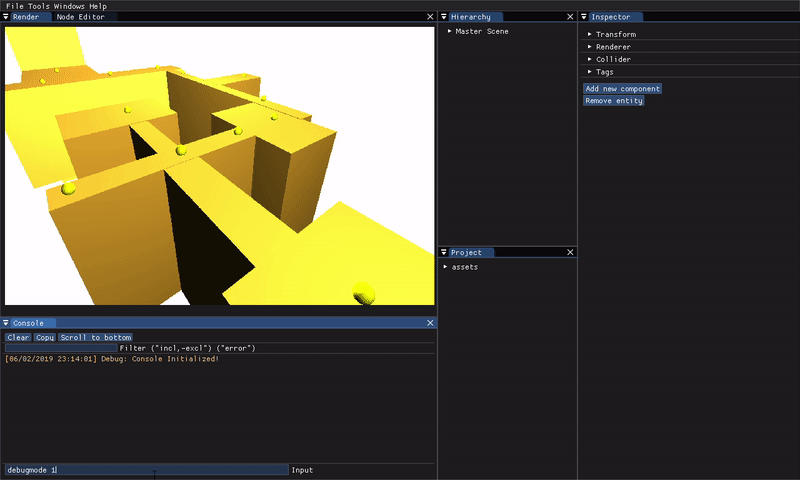 File Tools Windows Help
Render Node Editor
Hierarchy
Master Scene
Inspector
Transform
Renderer
Collider
Tags
Add new component
Remove entity
Project
assets
Console
Clear Copy Scroll to bottom
Filter ("incl,-excl") ("error")
[06/02/2019 23:14:01] Debug: Console Initialized!
debugmode 1
Input